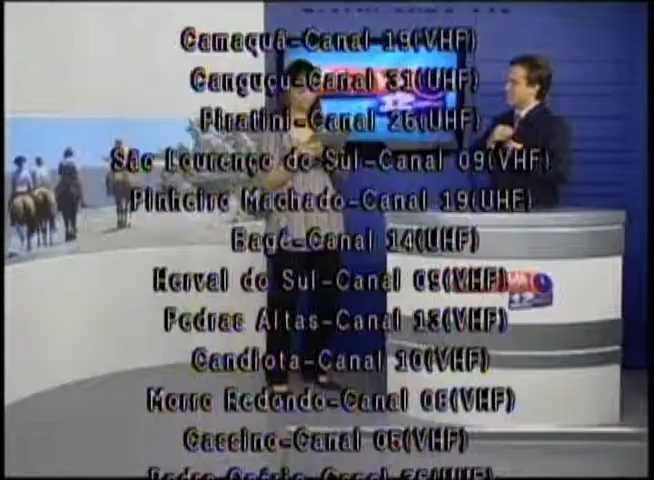 Camaquã-Canal 19(VHF)
Canguçu-Canal 31(UHF)
Piratini-Canal 26(UHF)
São Lourenço do Sul-Canal 09(VHF)
Pinheiro Machado-Canal 19(UHF)
Bagé-Canal 14(UHF)
Herval do Sul-Canal 09(VHF)
12
Pedras Altas-Canal 13(VHF)
Candiota-Canal 10(VHF)
Morro Redondo-Canal 08(VHF)
Cassino-Canal 05(VHF)